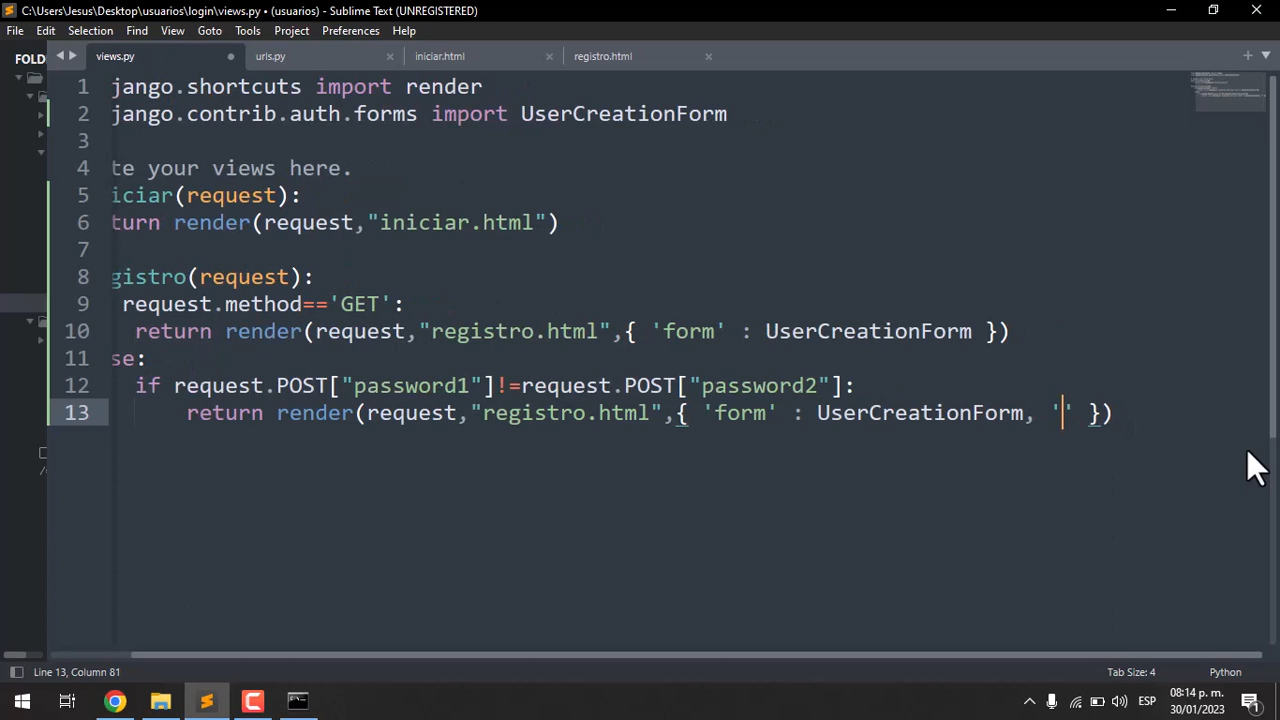 C:\Users\Jesus\Desktop\usuarios\login\views.py • (usuarios) - Sublime Text (UNREGISTERED)
File Edit Selection Find View Goto Tools Project Preferences Help
FOLD
views.py urls.py iniciar.html registro.html
1 jango.shortcuts import render
2 jango.contrib.auth.forms import UserCreationForm
3
4 te your views here.
5 iciar(request):
6 turn render(request,"iniciar.html")
7
8 gistro(request):
9 request.method=='GET':
10 return render(request,"registro.html",{ 'form' : UserCreationForm })
11 se:
12 if request.POST["password1"]!=request.POST["password2"]:
13 return render(request,"registro.html",{ 'form' : UserCreationForm, '' })
Line 13, Column 81 Tab Size: 4 Python
ESP 08:14 p. m.
30/01/2023